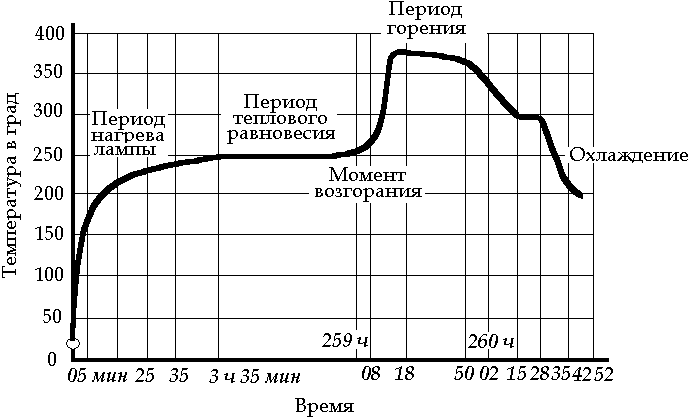 Период
горения
400
350
300
250
200
150
100
50
0
Температура в град
Период
нагрева
лампы
Период
теплового
равновесия
Момент
возгорания
Охлаждение
259 ч
260 ч
05 мин 25 35 3 ч 35 мин 08 18 50 02 15 28 35 42 52
Время